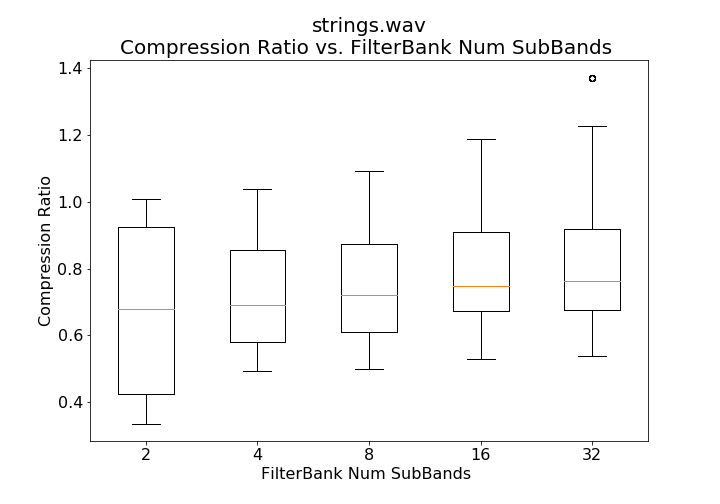 strings.wav
Compression Ratio vs. FilterBank Num SubBands
Compression Ratio
1.4
1.2
1.0
0.8
0.6
0.4
2 4 8 16 32
FilterBank Num SubBands